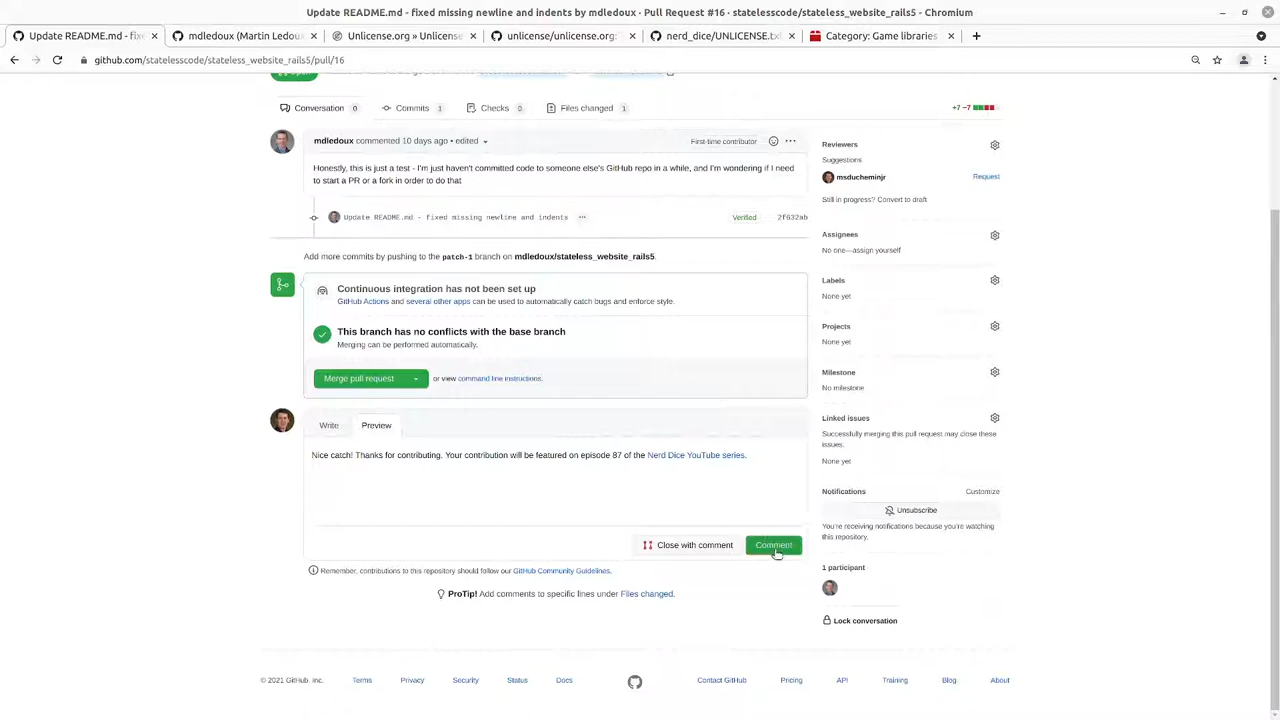 Update README.md - fixed missing newline and indents by mdledoux · Pull Request #16 · statelesscode/stateless_website_rails5 - Chromium
Update README.md - fix
mdledoux (Martin Ledou
Unlicense.org » Unlicense
unlicense/unlicense.org:
nerd_dice/UNLICENSE.tx
Category: Game libraries
github.com/statelesscode/stateless_website_rails5/pull/16
Conversation 0
Commits 1
Checks 0
Files changed 1
+7 −7
mdledoux commented 10 days ago • edited
First-time contributor
Honestly, this is just a test - I'm just haven't committed code to someone else's GitHub repo in a while, and I'm wondering if I need
to start a PR or a fork in order to do that
Update README.md - fixed missing newline and indents
Verified
2f632ab
Add more commits by pushing to the patch-1 branch on mdledoux/stateless_website_rails5.
Continuous integration has not been set up
GitHub Actions and several other apps can be used to automatically catch bugs and enforce style.
This branch has no conflicts with the base branch
Merging can be performed automatically.
Merge pull request
or view command line instructions.
Write
Preview
Nice catch! Thanks for contributing. Your contribution will be featured on episode 87 of the Nerd Dice YouTube series.
Close with comment
Comment
Remember, contributions to this repository should follow our GitHub Community Guidelines.
ProTip! Add comments to specific lines under Files changed.
Reviewers
Suggestions
msducheminjr
Request
Still in progress? Convert to draft
Assignees
No one—assign yourself
Labels
None yet
Projects
None yet
Milestone
No milestone
Linked issues
Successfully merging this pull request may close these
issues.
None yet
Notifications
Customize
Unsubscribe
You're receiving notifications because you're watching
this repository.
1 participant
Lock conversation
© 2021 GitHub, Inc.
Terms
Privacy
Security
Status
Docs
Contact GitHub
Pricing
API
Training
Blog
About